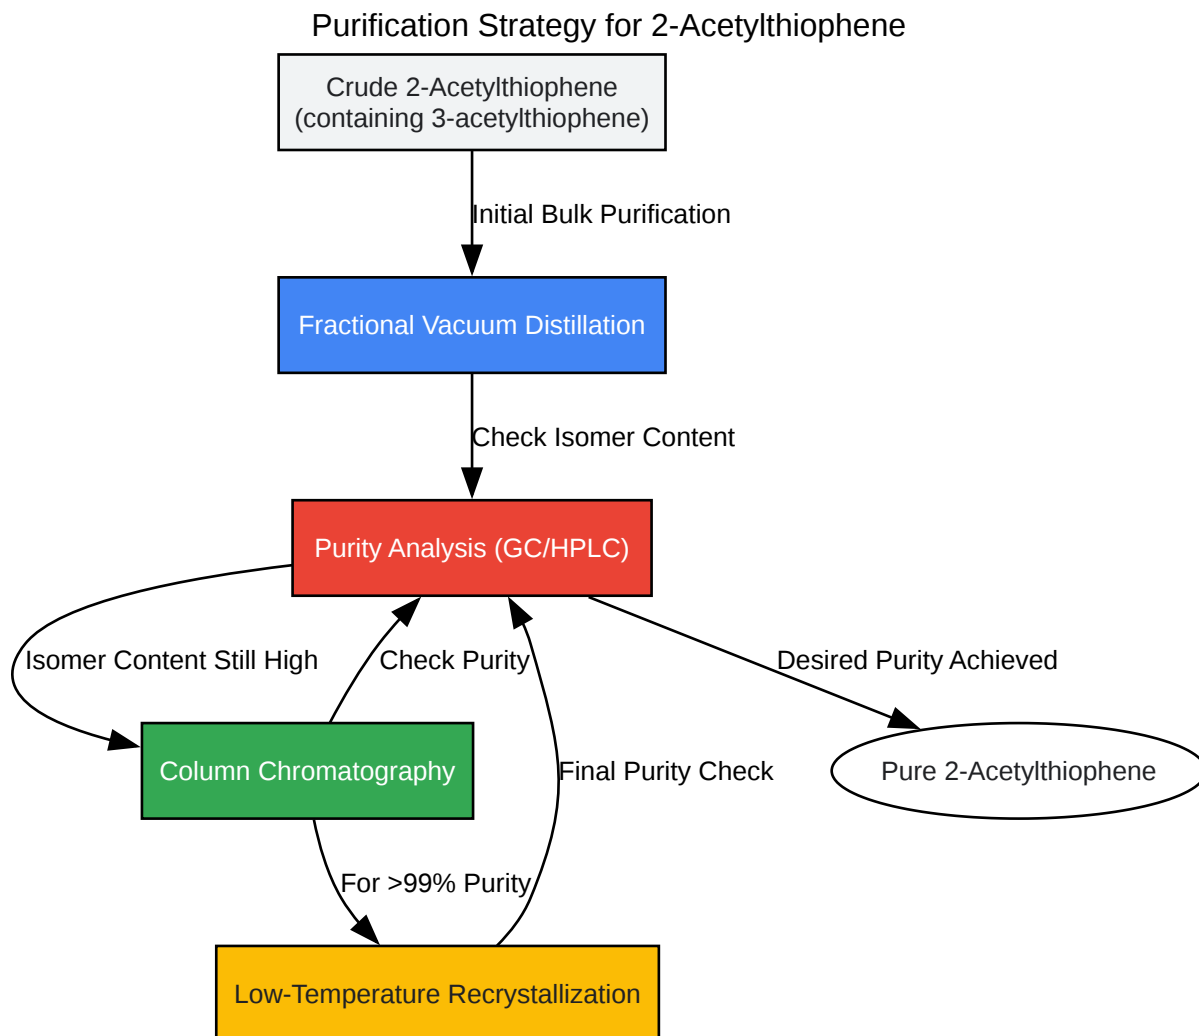 Purification Strategy for 2-Acetylthiophene
Crude 2-Acetylthiophene
(containing 3-acetylthiophene)
Initial Bulk Purification
Fractional Vacuum Distillation
Check Isomer Content
Purity Analysis (GC/HPLC)
Isomer Content Still High
Check Purity
Desired Purity Achieved
Column Chromatography
Final Purity Check
Pure 2-Acetylthiophene
For >99% Purity
Low-Temperature Recrystallization